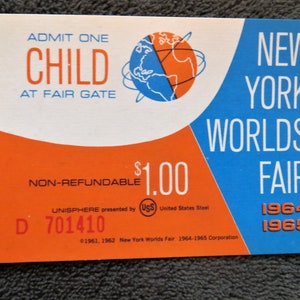 ADMIT ONE
CHILD
AT FAIR GATE
NEW
YORK
WORLDS
FAIR
1964
1965
NON-REFUNDABLE $1.00
UNISPHERE presented by USS United States Steel
D 701410
©1961, 1962 New York Worlds Fair 1964-1965 Corporation